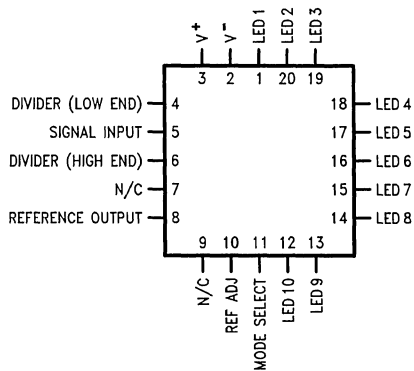 V+
V-
LED 1
LED 2
LED 3
3 2 1 20 19
DIVIDER (LOW END) 4
SIGNAL INPUT 5
DIVIDER (HIGH END) 6
N/C 7
REFERENCE OUTPUT 8
18 LED 4
17 LED 5
16 LED 6
15 LED 7
14 LED 8
9 10 11 12 13
N/C
REF ADJ
MODE SELECT
LED 10
LED 9